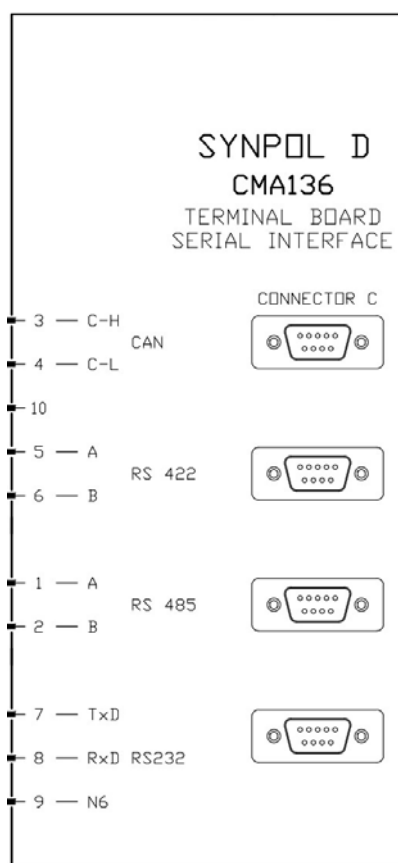 SYNPOL D
CMA136
TERMINAL BOARD
SERIAL INTERFACE
CONNECTOR C
3 — C-H
CAN
4 — C-L
10
5 — A
RS 422
6 — B
1 — A
RS 485
2 — B
7 — TxD
8 — RxD RS232
9 — N6